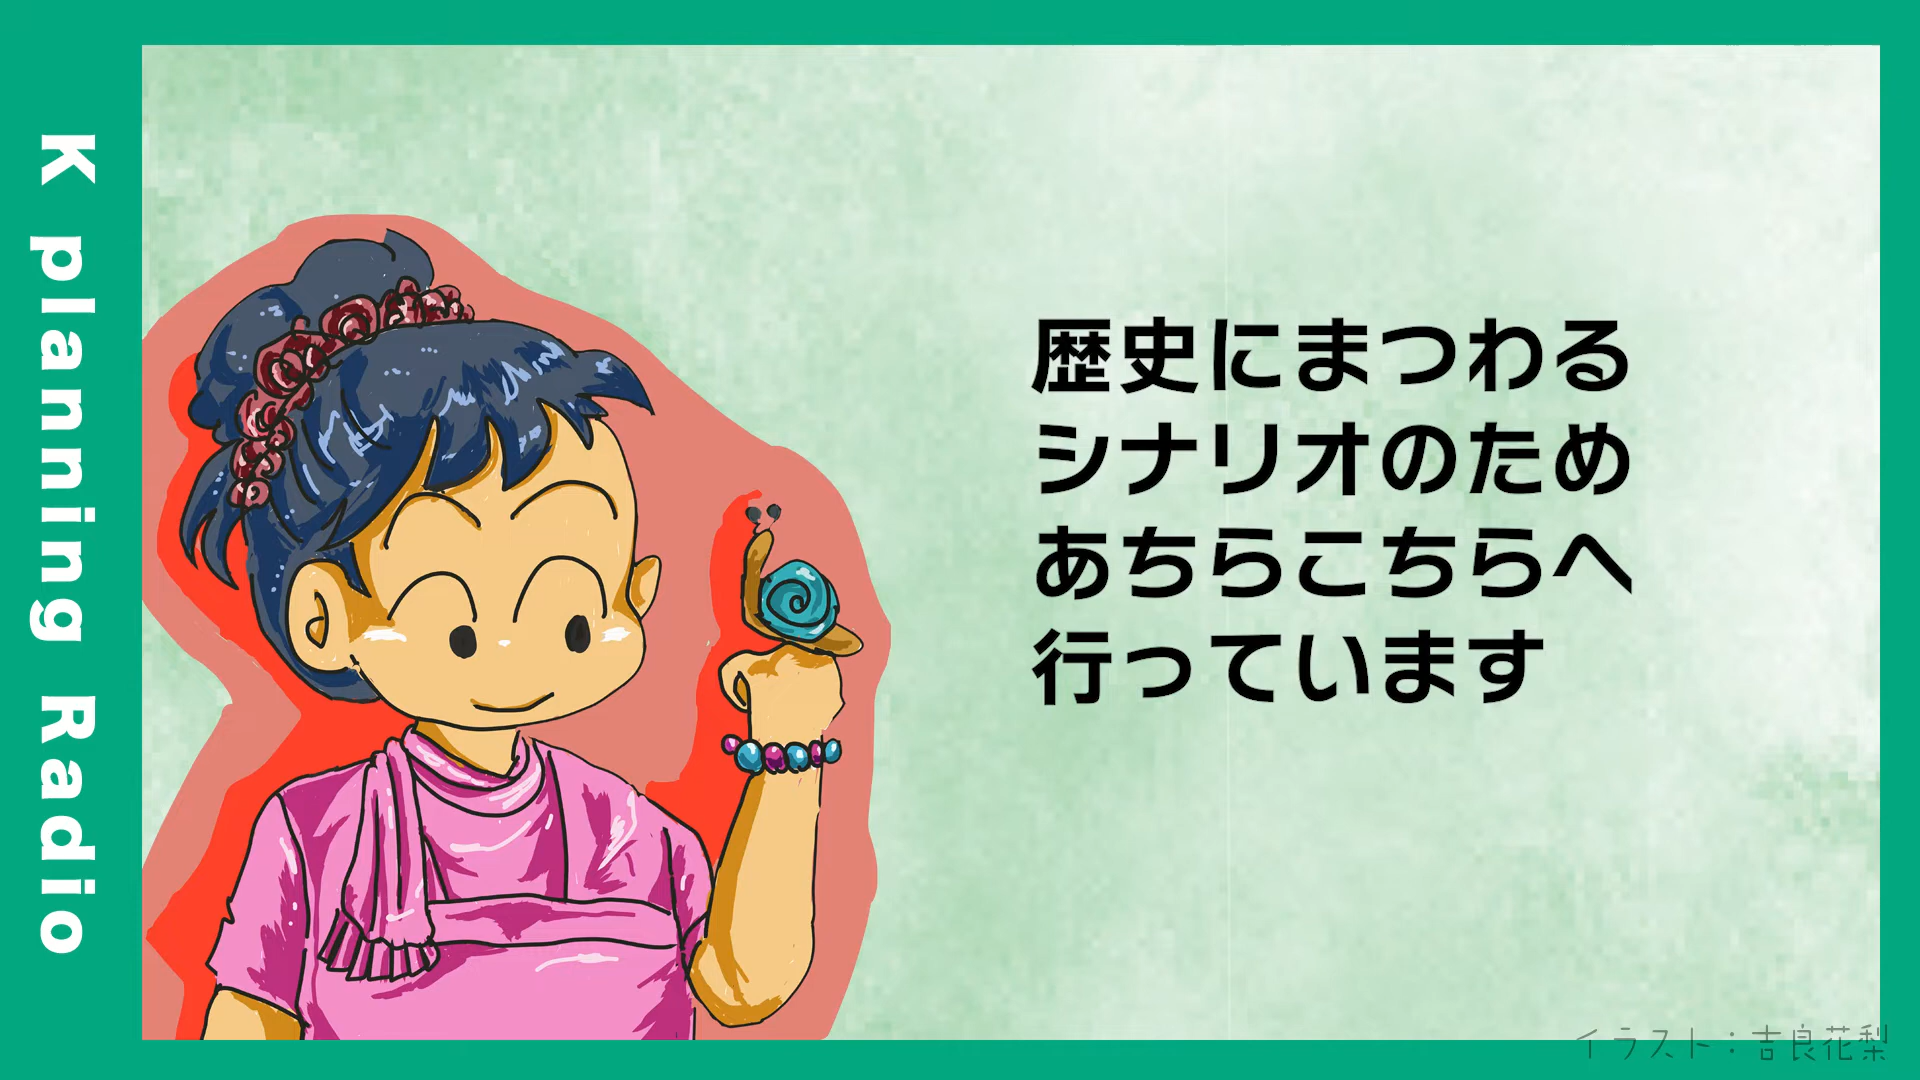 K planning Radio
歴史にまつわる
シナリオのため
あちらこちらへ
行っています
イラスト：吉良花梨